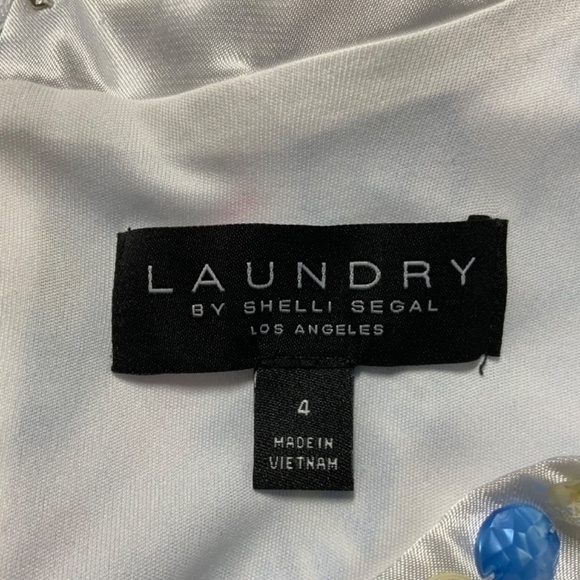 LAUNDRY
BY SHELLI SEGAL
LOS ANGELES
4
MADE IN
VIETNAM